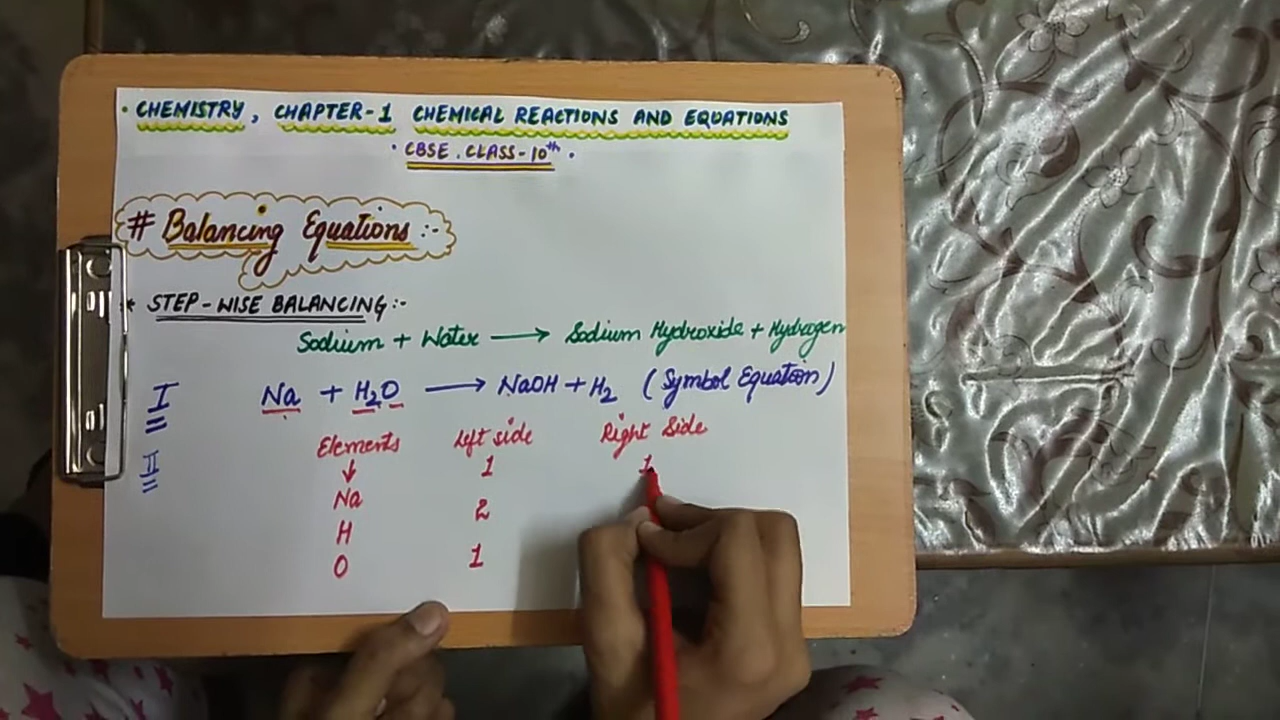 • CHEMISTRY, CHAPTER-1 CHEMICAL REACTIONS AND EQUATIONS
• CBSE. CLASS-10th •
# Balancing Equations :-
* STEP-WISE BALANCING:-
Sodium + Water ⟶ Sodium Hydroxide + Hydrogen
I Na + H₂O ⟶ NaOH + H₂ (Symbol Equation)
II Elements Left side Right Side
↓ 1 1
Na 2
H
O 1